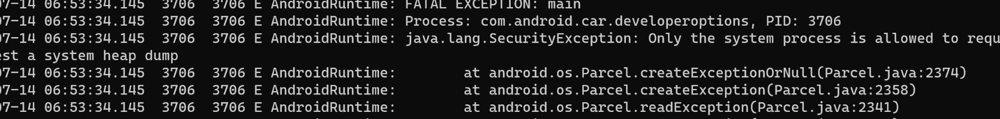 07-14 06:53:34.145  3706  3706 E AndroidRuntime: FATAL EXCEPTION: main
07-14 06:53:34.145  3706  3706 E AndroidRuntime: Process: com.android.car.developeroptions, PID: 3706
07-14 06:53:34.145  3706  3706 E AndroidRuntime: java.lang.SecurityException: Only the system process is allowed to requ
est a system heap dump
07-14 06:53:34.145  3706  3706 E AndroidRuntime:        at android.os.Parcel.createExceptionOrNull(Parcel.java:2374)
07-14 06:53:34.145  3706  3706 E AndroidRuntime:        at android.os.Parcel.createException(Parcel.java:2358)
07-14 06:53:34.145  3706  3706 E AndroidRuntime:        at android.os.Parcel.readException(Parcel.java:2341)